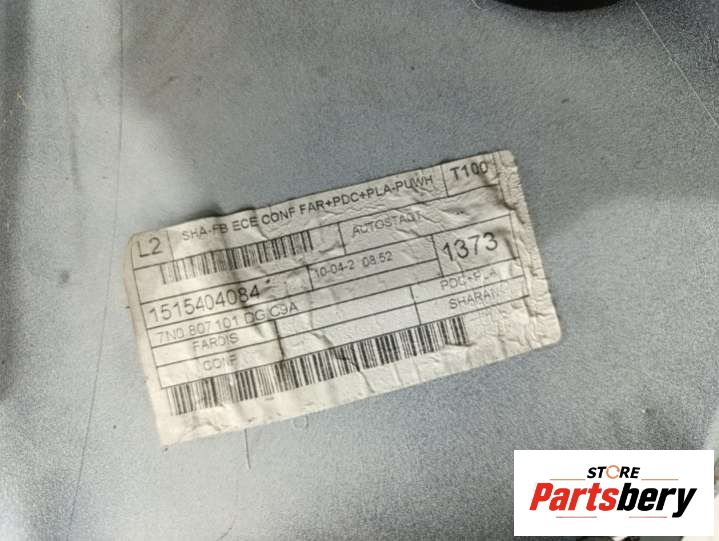 L2 SHA-FB ECE CONF FAR+PDC+PLA-PUWH T100
AUTOSTADT
1515404084 10-04-2 08.52 1373
7N0 807 101 C9A PDC+PLA
FARDIS SHARAN
CONF
STORE
Partsbery